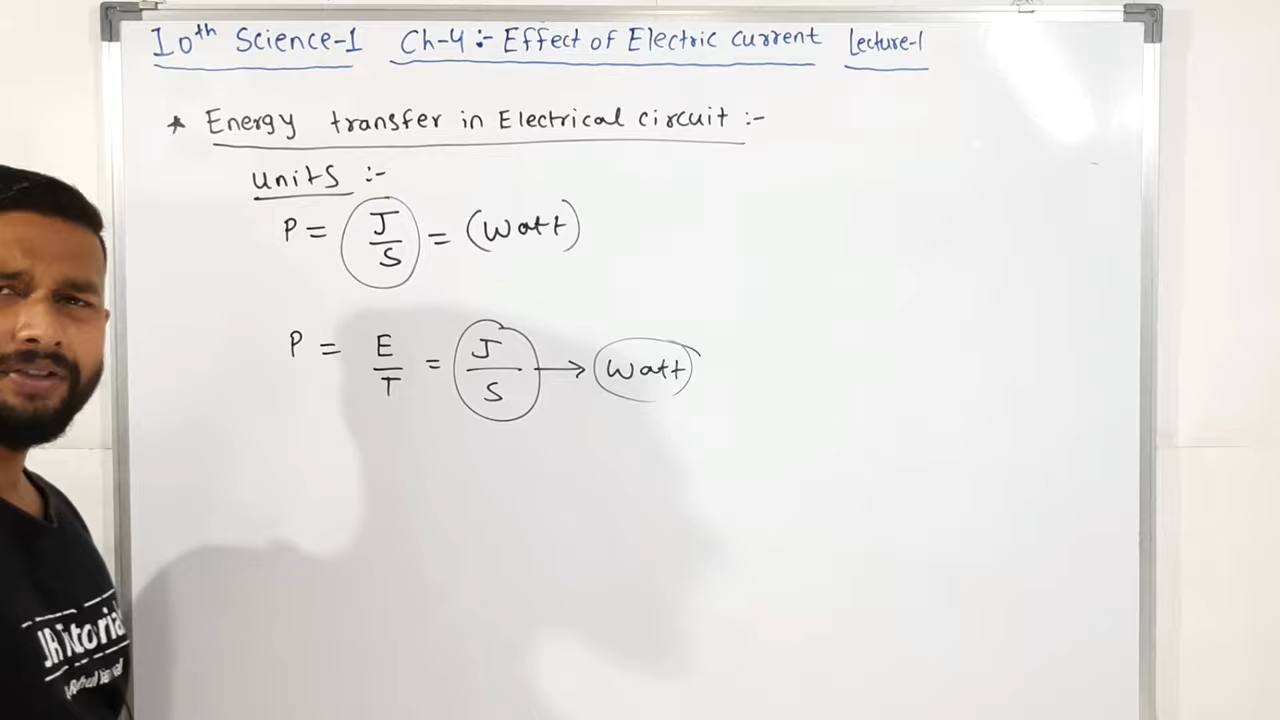 10th Science-1 Ch-4 :- Effect of Electric current Lecture-1
* Energy transfer in Electrical circuit :-
units :-
P = J/S = (Watt)
P = E/T = J/S → Watt